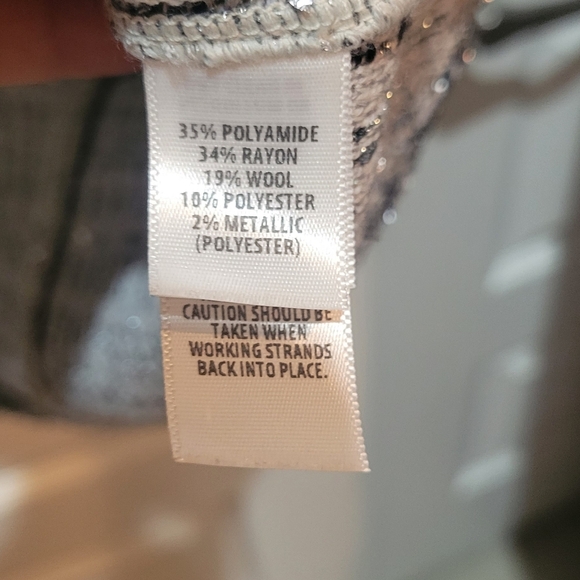 35% POLYAMIDE
34% RAYON
19% WOOL
10% POLYESTER
2% METALLIC
(POLYESTER)
CAUTION SHOULD BE
TAKEN WHEN
WORKING STRANDS
BACK INTO PLACE.